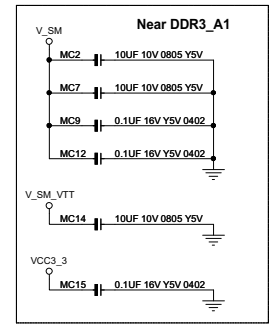 Near DDR3_A1
V_SM
MC2 10UF 10V 0805 Y5V
MC7 10UF 10V 0805 Y5V
MC9 0.1UF 16V Y5V 0402
MC12 0.1UF 16V Y5V 0402
V_SM_VTT
MC14 10UF 10V 0805 Y5V
VCC3_3
MC15 0.1UF 16V Y5V 0402